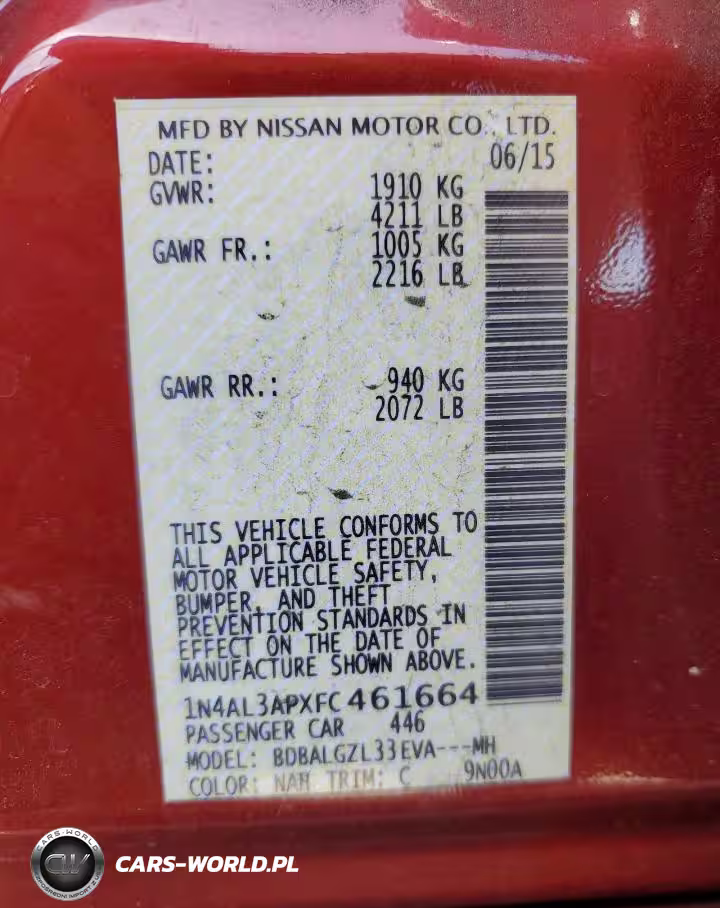 MFD BY NISSAN MOTOR CO., LTD.
DATE: 06/15
GVWR: 1910 KG
4211 LB
GAWR FR.: 1005 KG
2216 LB
GAWR RR.: 940 KG
2072 LB
THIS VEHICLE CONFORMS TO
ALL APPLICABLE FEDERAL
MOTOR VEHICLE SAFETY,
BUMPER, AND THEFT
PREVENTION STANDARDS IN
EFFECT ON THE DATE OF
MANUFACTURE SHOWN ABOVE.
1N4AL3APXFC461664
PASSENGER CAR 446
MODEL: BDBALGZL33EVA---MH
COLOR: NAH TRIM: C 9N00A
CARS-WORLD
CW
CARS-WORLD.PL